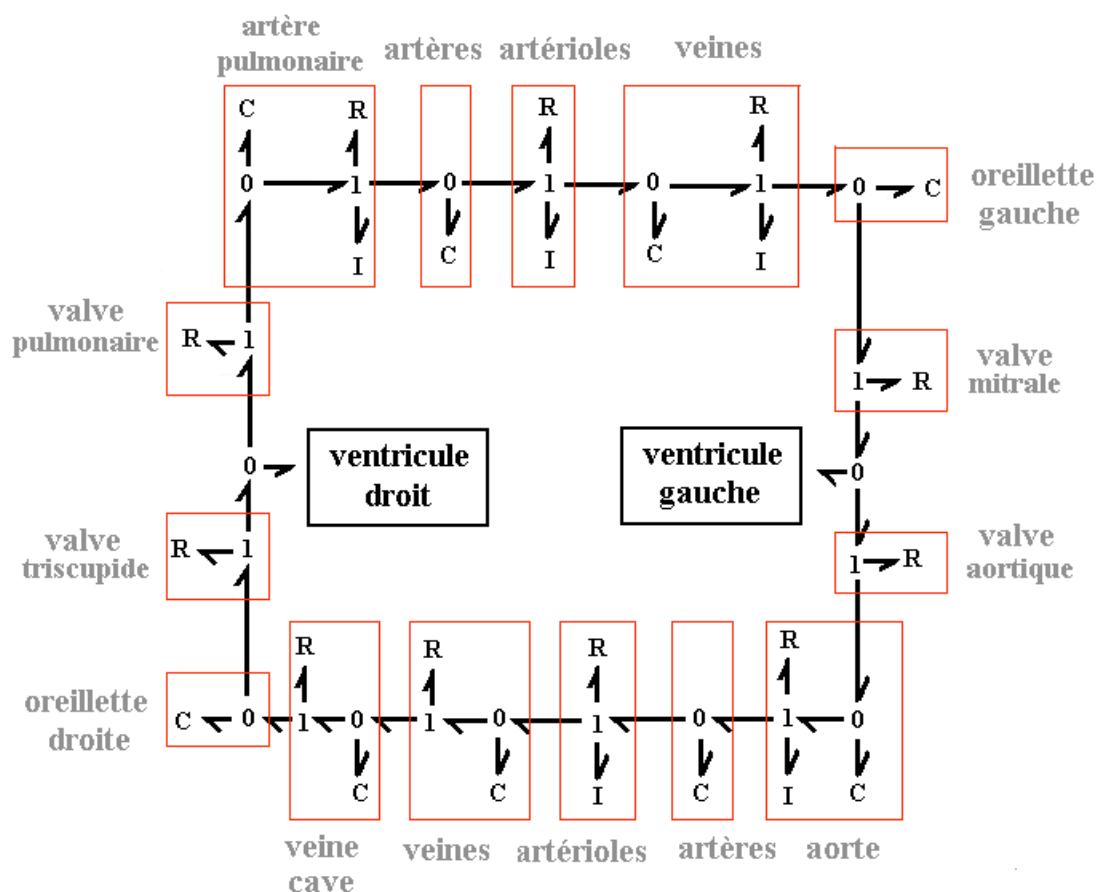 artère
pulmonaire
artères
artérioles
veines
C R R R
0 1 0 1 0 1 0 C
I C I C I
oreillette
gauche
valve
pulmonaire
R 1
valve
mitrale
1 R
0
ventricule
droit
ventricule
gauche
0
valve
triscupide
R 1
valve
aortique
1 R
oreillette
droite
R R R R
C 0 1 0 1 0 1 0 1 0
C C I C I C
veine
cave
veines
artérioles
artères
aorte